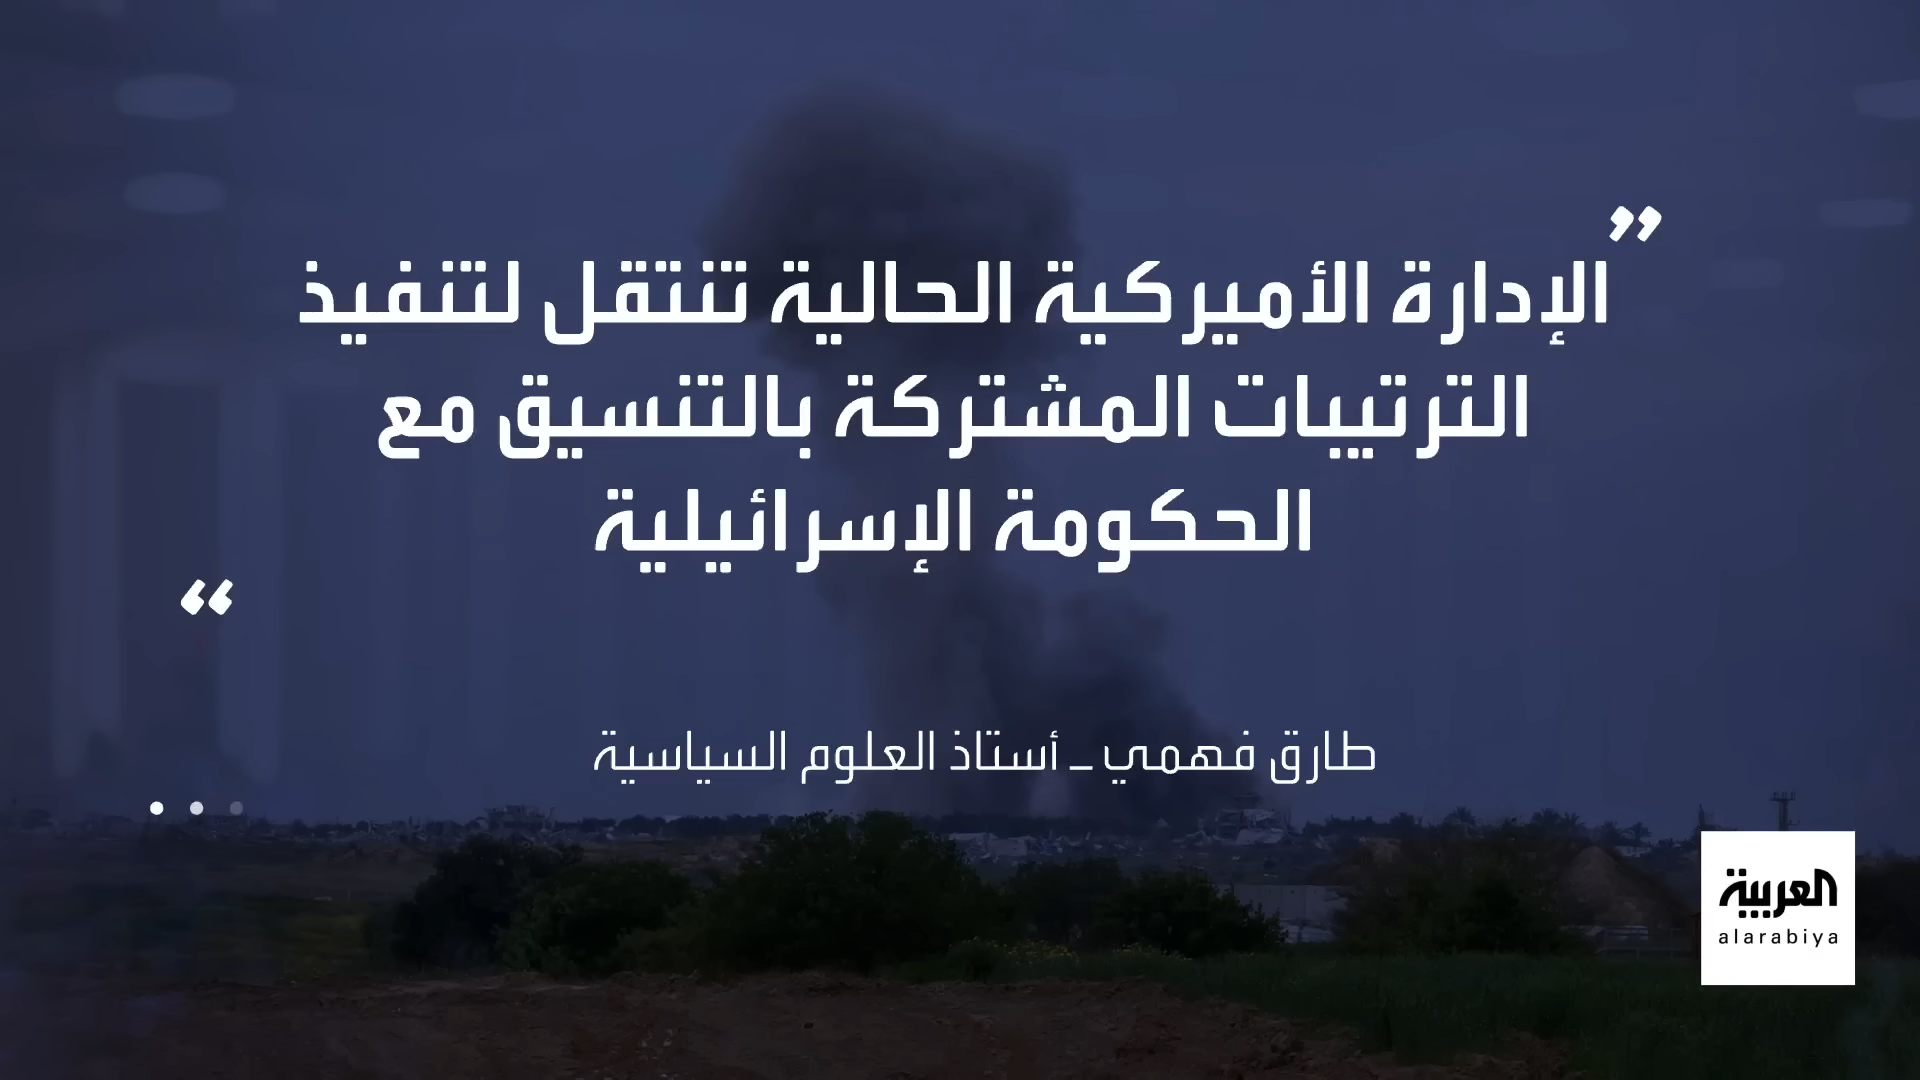 ”الإدارة الأميركية الحالية تنتقل لتنفيذ
الترتيبات المشتركة بالتنسيق مع
الحكومة الإسرائيلية
“
طارق فهمي - أستاذ العلوم السياسية
العربية
alarabiya